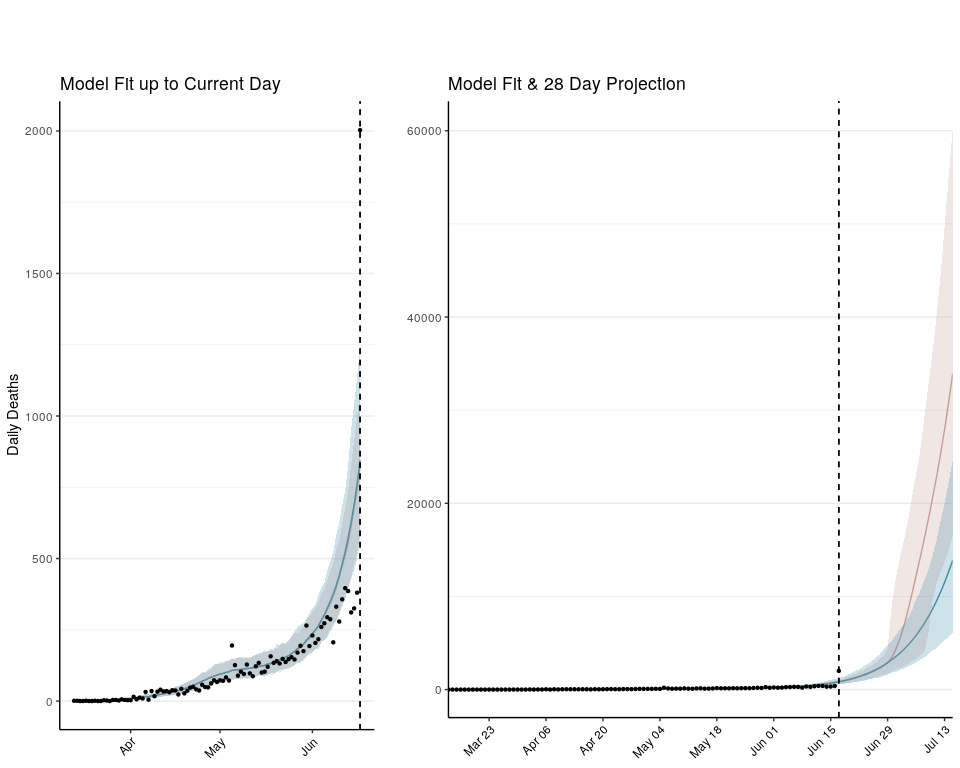 Model Fit up to Current Day
Model Fit & 28 Day Projection
Daily Deaths
2000
1500
1000
500
0
Apr
May
Jun
60000
40000
20000
0
Mar 23
Apr 06
Apr 20
May 04
May 18
Jun 01
Jun 15
Jun 29
Jul 13